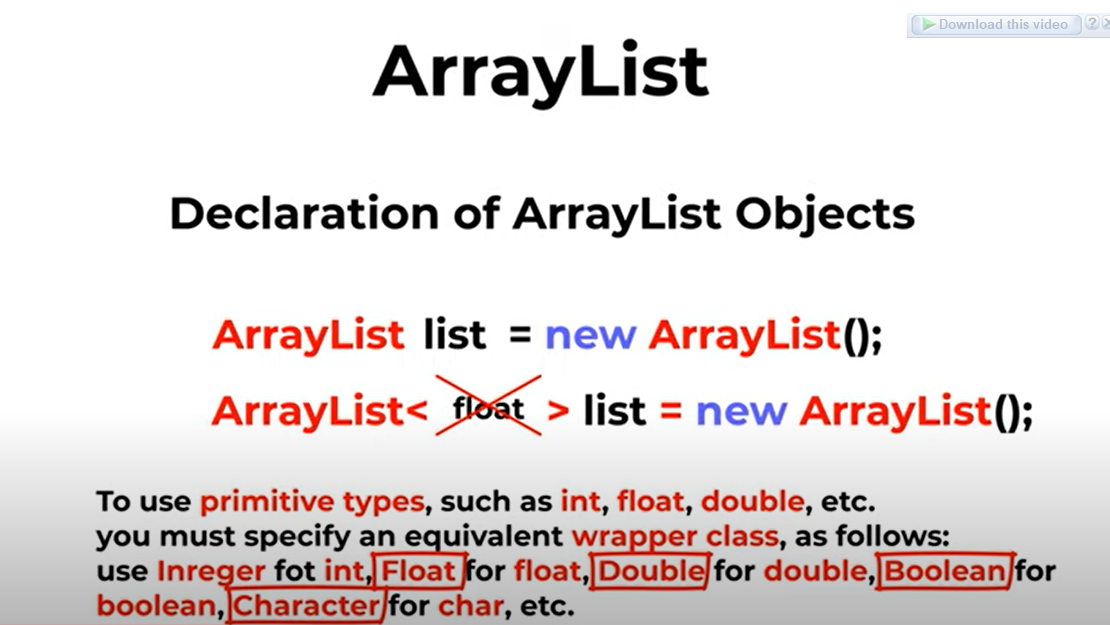 Download this video
ArrayList
Declaration of ArrayList Objects
ArrayList list = new ArrayList();
ArrayList< float > list = new ArrayList();
To use primitive types, such as int, float, double, etc.
you must specify an equivalent wrapper class, as follows:
use Inreger fot int, Float for float, Double for double, Boolean for
boolean, Character for char, etc.